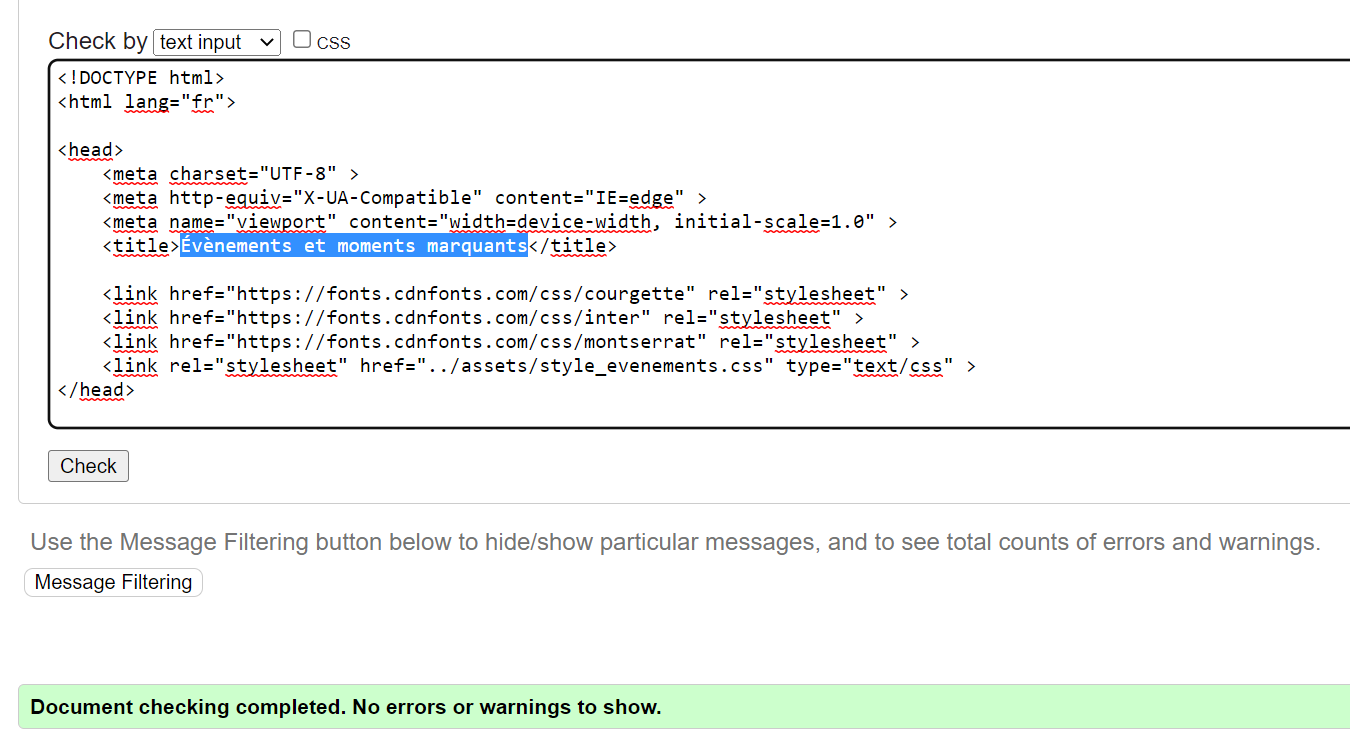 Check by text input CSS
<!DOCTYPE html>
<html lang="fr">
<head>
<meta charset="UTF-8" >
<meta http-equiv="X-UA-Compatible" content="IE=edge" >
<meta name="viewport" content="width=device-width, initial-scale=1.0" >
<title>Évènements et moments marquants</title>
<link href="https://fonts.cdnfonts.com/css/courgette" rel="stylesheet" >
<link href="https://fonts.cdnfonts.com/css/inter" rel="stylesheet" >
<link href="https://fonts.cdnfonts.com/css/montserrat" rel="stylesheet" >
<link rel="stylesheet" href="../assets/style_evenements.css" type="text/css" >
</head>
Check
Use the Message Filtering button below to hide/show particular messages, and to see total counts of errors and warnings.
Message Filtering
Document checking completed. No errors or warnings to show.